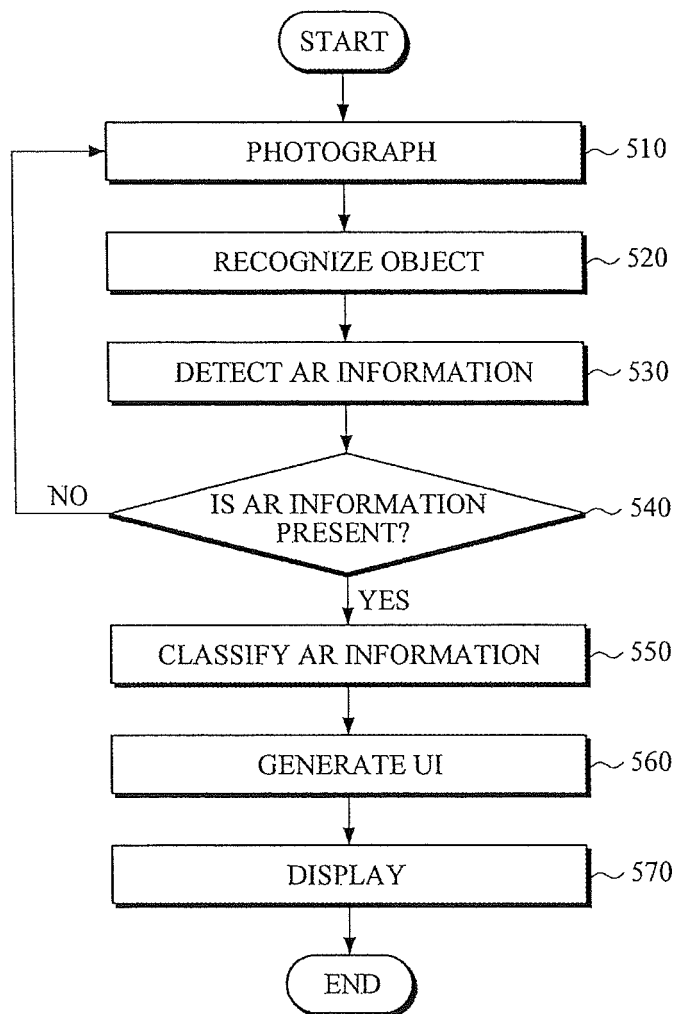 START
PHOTOGRAPH
510
RECOGNIZE OBJECT
520
DETECT AR INFORMATION
530
NO
IS AR INFORMATION
PRESENT?
540
YES
CLASSIFY AR INFORMATION
550
GENERATE UI
560
DISPLAY
570
END